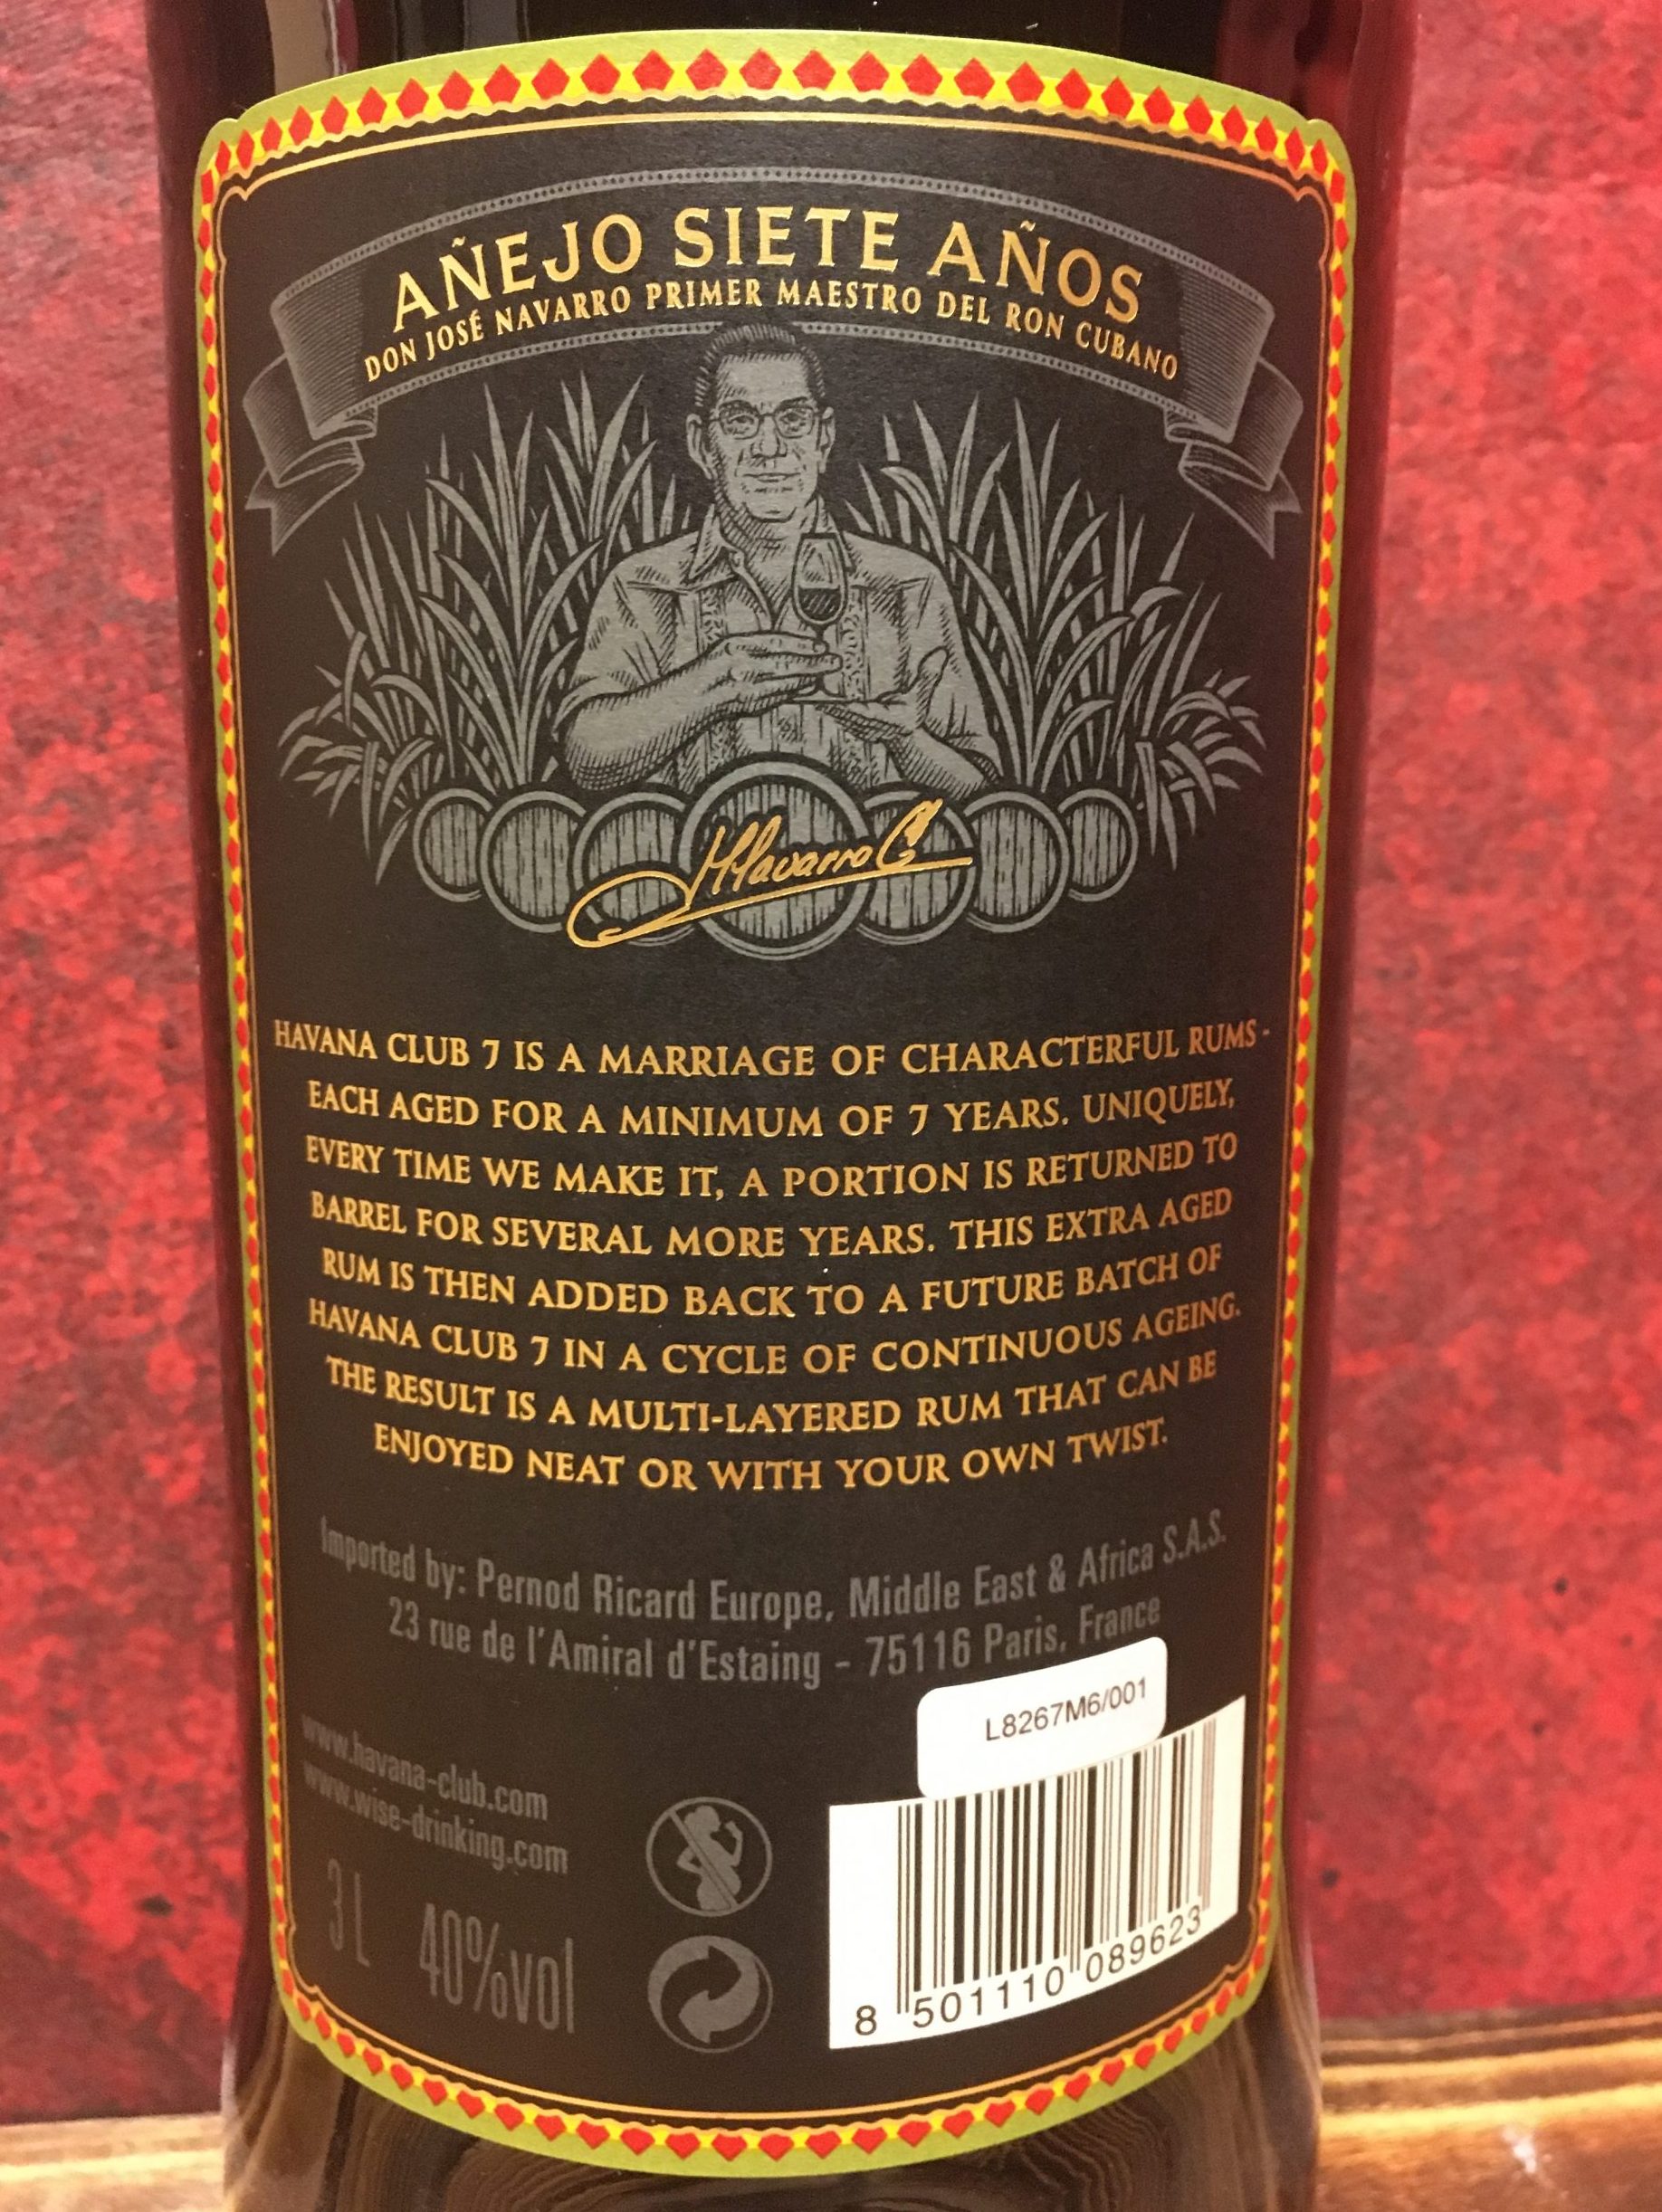 AÑEJO SIETE AÑOS
DON JOSÉ NAVARRO PRIMER MAESTRO DEL RON CUBANO
JNavarro C
HAVANA CLUB 7 IS A MARRIAGE OF CHARACTERFUL RUMS -
EACH AGED FOR A MINIMUM OF 7 YEARS. UNIQUELY,
EVERY TIME WE MAKE IT, A PORTION IS RETURNED TO
BARREL FOR SEVERAL MORE YEARS. THIS EXTRA AGED
RUM IS THEN ADDED BACK TO A FUTURE BATCH OF
HAVANA CLUB 7 IN A CYCLE OF CONTINUOUS AGEING.
THE RESULT IS A MULTI-LAYERED RUM THAT CAN BE
ENJOYED NEAT OR WITH YOUR OWN TWIST.
Imported by: Pernod Ricard Europe, Middle East & Africa S.A.S.
23 rue de l'Amiral d'Estaing - 75116 Paris, France
L8267M6/001
www.havana-club.com
www.wise-drinking.com
3 L 40%vol
8 501110 089623